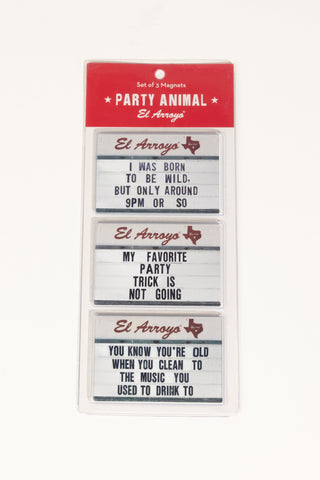 Set of 3 Magnets
★ PARTY ANIMAL ★
El Arroyo
El Arroyo
I WAS BORN
TO BE WILD.
BUT ONLY AROUND
9PM OR SO
El Arroyo
MY FAVORITE
PARTY
TRICK IS
NOT GOING
El Arroyo
YOU KNOW YOU'RE OLD
WHEN YOU CLEAN TO
THE MUSIC YOU
USED TO DRINK TO